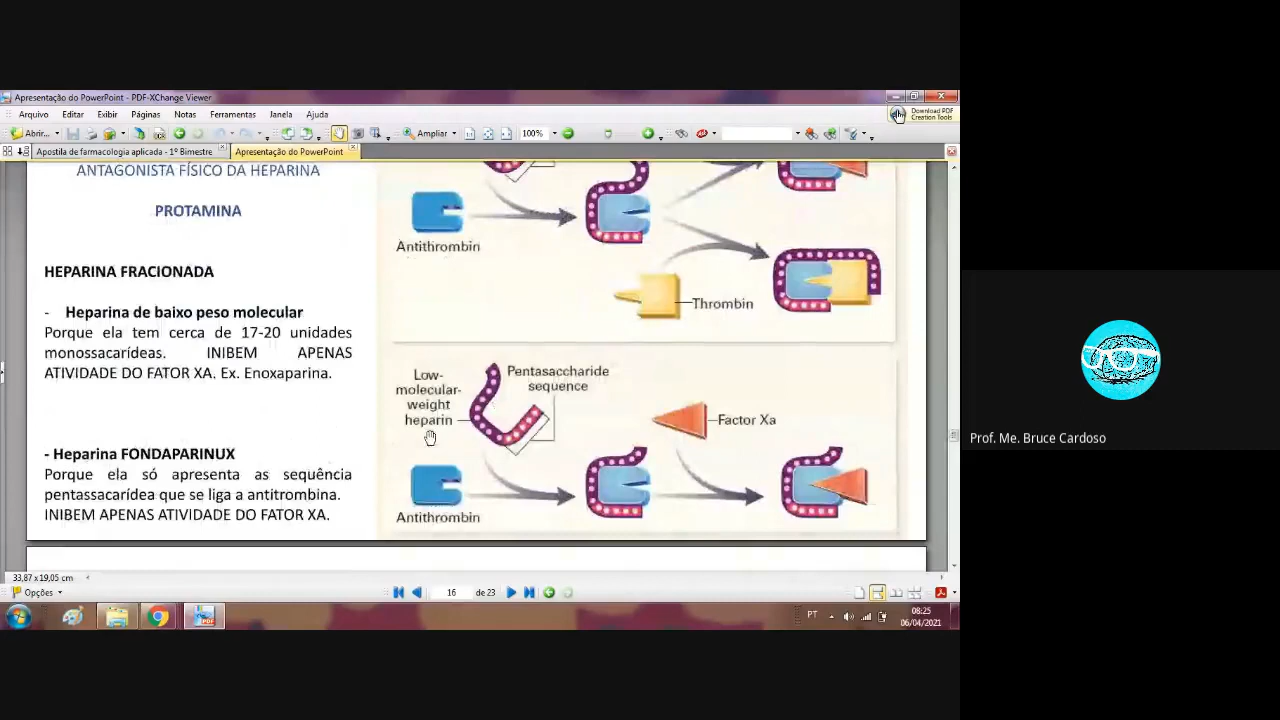 Apresentação do PowerPoint - PDF-XChange Viewer
Arquivo Editar Exibir Páginas Notas Ferramentas Janela Ajuda
Download PDF
Creation Tools
Abrir... Ampliar 100%
Apostila de farmacologia aplicada - 1º Bimestre Apresentação do PowerPoint
ANTAGONISTA FÍSICO DA HEPARINA
PROTAMINA
HEPARINA FRACIONADA
- Heparina de baixo peso molecular
Porque ela tem cerca de 17-20 unidades
monossacarídeas. INIBEM APENAS
ATIVIDADE DO FATOR XA. Ex. Enoxaparina.
- Heparina FONDAPARINUX
Porque ela só apresenta as sequência
pentassacarídea que se liga a antitrombina.
INIBEM APENAS ATIVIDADE DO FATOR XA.
Antithrombin
Thrombin
Low-
molecular-
weight
heparin
Pentasaccharide
sequence
Factor Xa
Antithrombin
33,87 x 19,05 cm
Opções 16 de 23
PT 08:25
06/04/2021
Prof. Me. Bruce Cardoso